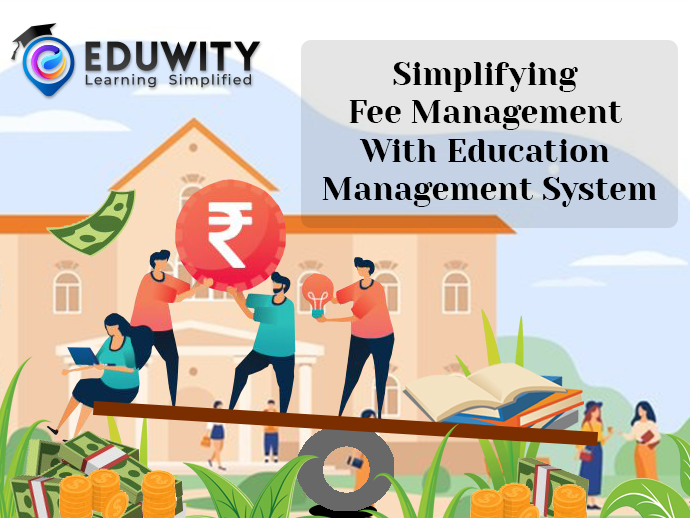 EDUWITY
Learning Simplified
Simplifying
Fee Management
With Education
Management System
₹